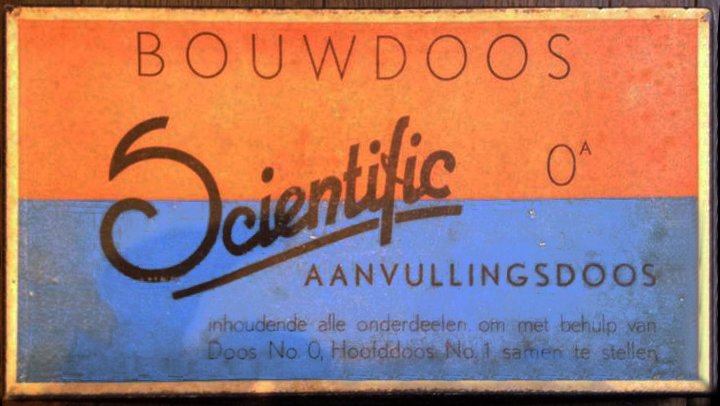 BOUWDOOS
Scientific
0A
AANVULLINGSDOOS
inhoudende alle onderdeelen om met behulp van
Doos No. 0, Hoofddoos No. 1 samen te stellen